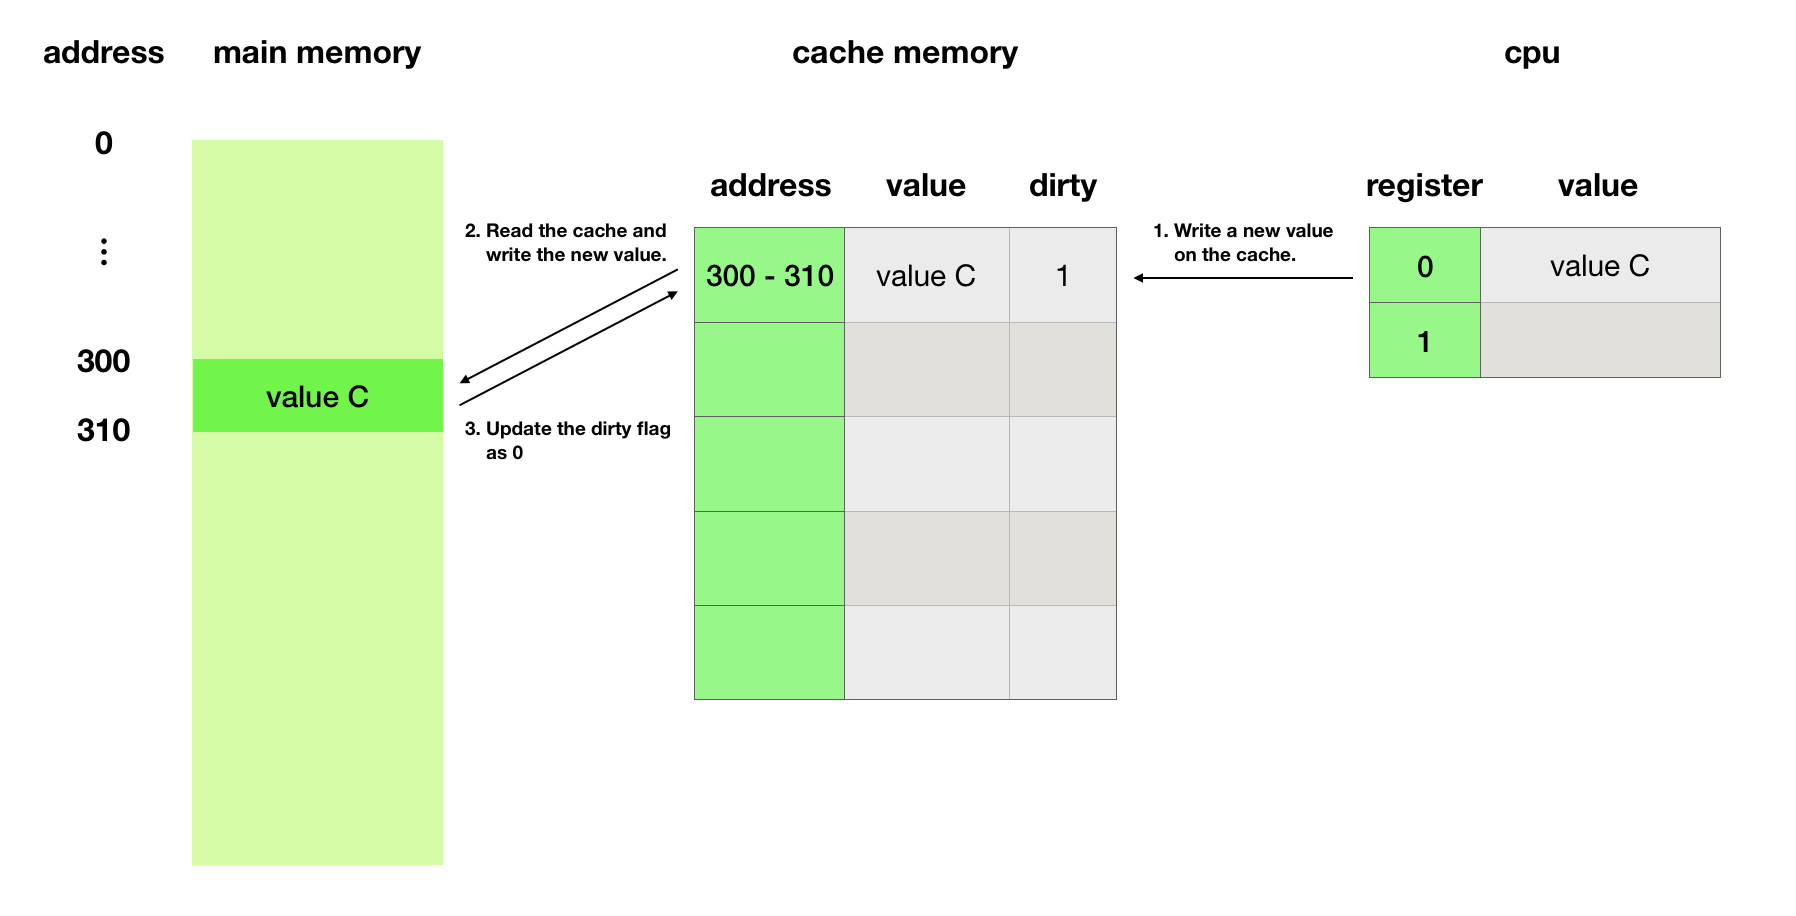 address main memory cache memory cpu
0
⋮
address value dirty
register value
2. Read the cache and
write the new value.
300 - 310 value C 1
1. Write a new value
on the cache.
0 value C
1
300
value C
310
3. Update the dirty flag
as 0